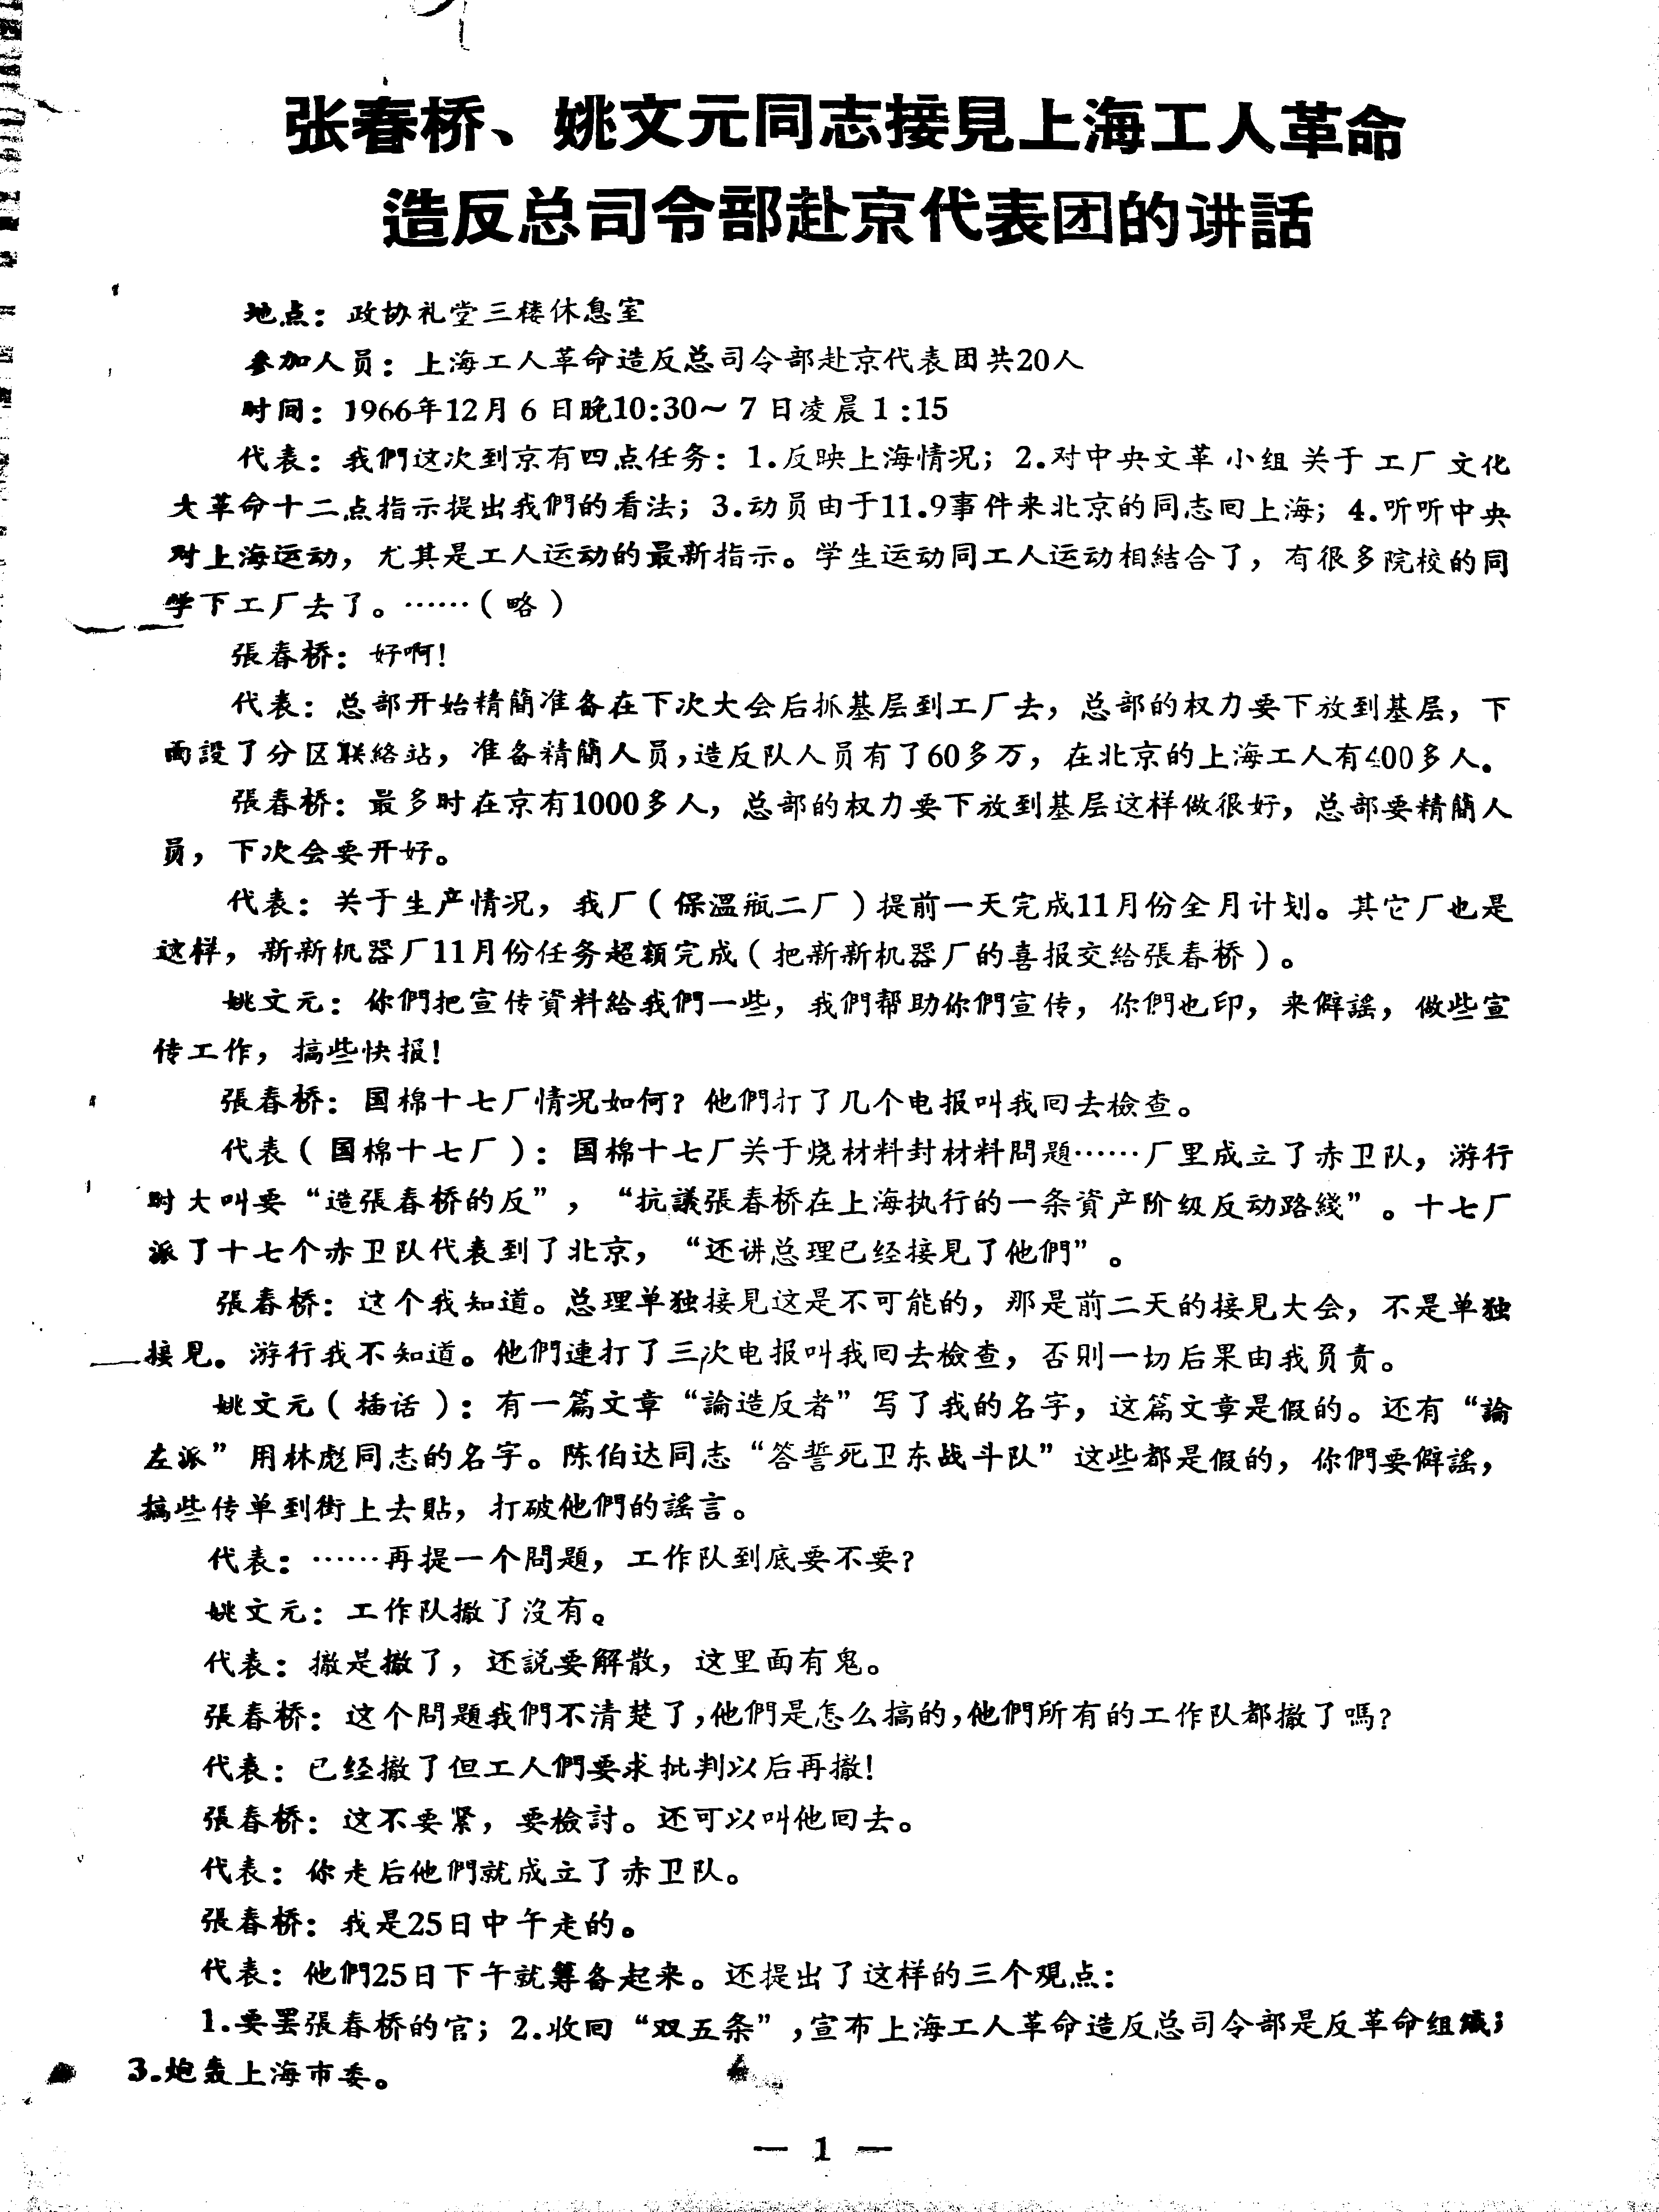 张春桥、姚文元同志接見上海工人革命
造反总司令部赴京代表团的讲話
地点：政协礼堂三楼休息室
参加人员：上海工人革命造反总司令部赴京代表团共20人
时间：1966年12月6日晚10:30～7日凌晨1:15
代表：我們这次到京有四点任务：1.反映上海情况；2.对中央文革小组关于工厂文化
大革命十二点指示提出我們的看法；3.动员由于11.9事件来北京的同志回上海；4.听听中央
对上海运动，尤其是工人运动的最新指示。学生运动同工人运动相結合了，有很多院校的同
学下工厂去了。……（略）
張春桥：好啊！
代表：总部开始精簡准备在下次大会后拆基层到工厂去，总部的权力要下放到基层，下
面設了分区联絡站，准备精簡人员，造反队人员有了60多万，在北京的上海工人有400多人。
張春桥：最多时在京有1000多人，总部的权力要下放到基层这样做很好，总部要精簡人
员，下次会要开好。
代表：关于生产情况，我厂（保温瓶二厂）提前一天完成11月份全月计划。其它厂也是
这样，新新机器厂11月份任务超額完成（把新新机器厂的喜报交給張春桥）。
姚文元：你們把宣传資料給我們一些，我們帮助你們宣传，你們也印，来僻謠，做些宣
传工作，搞些快报！
張春桥：国棉十七厂情况如何？他們打了几个电报叫我回去檢查。
代表（国棉十七厂）：国棉十七厂关于烧材料封材料問題……厂里成立了赤卫队，游行
时大叫要“造張春桥的反”，“抗議張春桥在上海执行的一条資产阶级反动路綫”。十七厂
派了十七个赤卫队代表到了北京，“还讲总理已经接見了他們”。
張春桥：这个我知道。总理单独接見这是不可能的，那是前二天的接見大会，不是单独
接見。游行我不知道。他們連打了三次电报叫我回去檢查，否则一切后果由我负责。
姚文元（插话）：有一篇文章“論造反者”写了我的名字，这篇文章是假的。还有“論
左派”用林彪同志的名字。陈伯达同志“答誓死卫东战斗队”这些都是假的，你們要僻謠，
搞些传单到街上去貼，打破他們的謠言。
代表：……再提一个問題，工作队到底要不要？
姚文元：工作队撤了沒有。
代表：撤是撤了，还說要解散，这里面有鬼。
張春桥：这个問題我們不清楚了，他們是怎么搞的，他們所有的工作队都撤了嗎？
代表：已经撤了但工人們要求批判以后再撤！
張春桥：这不要紧，要檢討。还可以叫他回去。
代表：你走后他們就成立了赤卫队。
張春桥：我是25日中午走的。
代表：他們25日下午就筹备起来。还提出了这样的三个观点：
1.要罢張春桥的官；2.收回“双五条”，宣布上海工人革命造反总司令部是反革命组織；
3.炮轰上海市委。
— 1 —